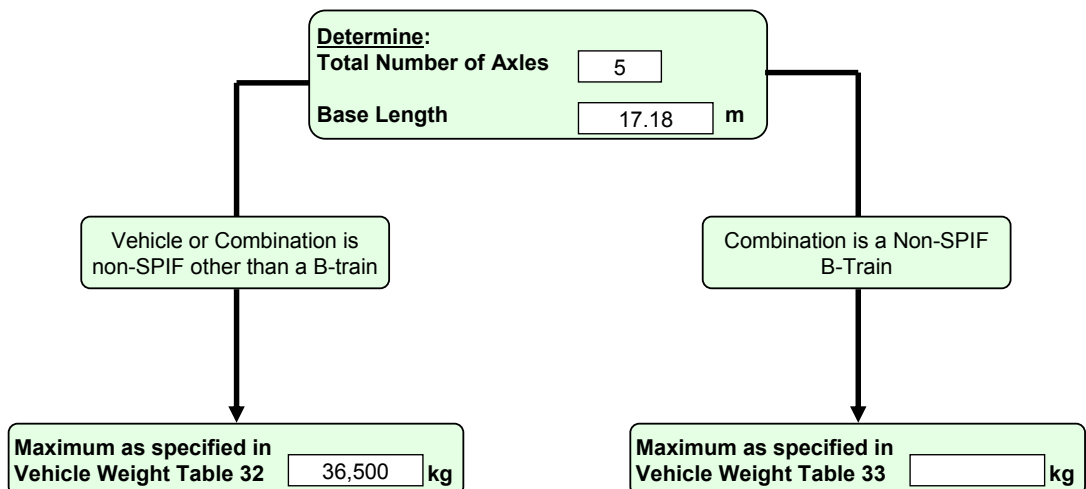 Determine:
Total Number of Axles 5
Base Length 17.18 m
Vehicle or Combination is
non-SPIF other than a B-train
Combination is a Non-SPIF
B-Train
Maximum as specified in
Vehicle Weight Table 32 36,500 kg
Maximum as specified in
Vehicle Weight Table 33 kg